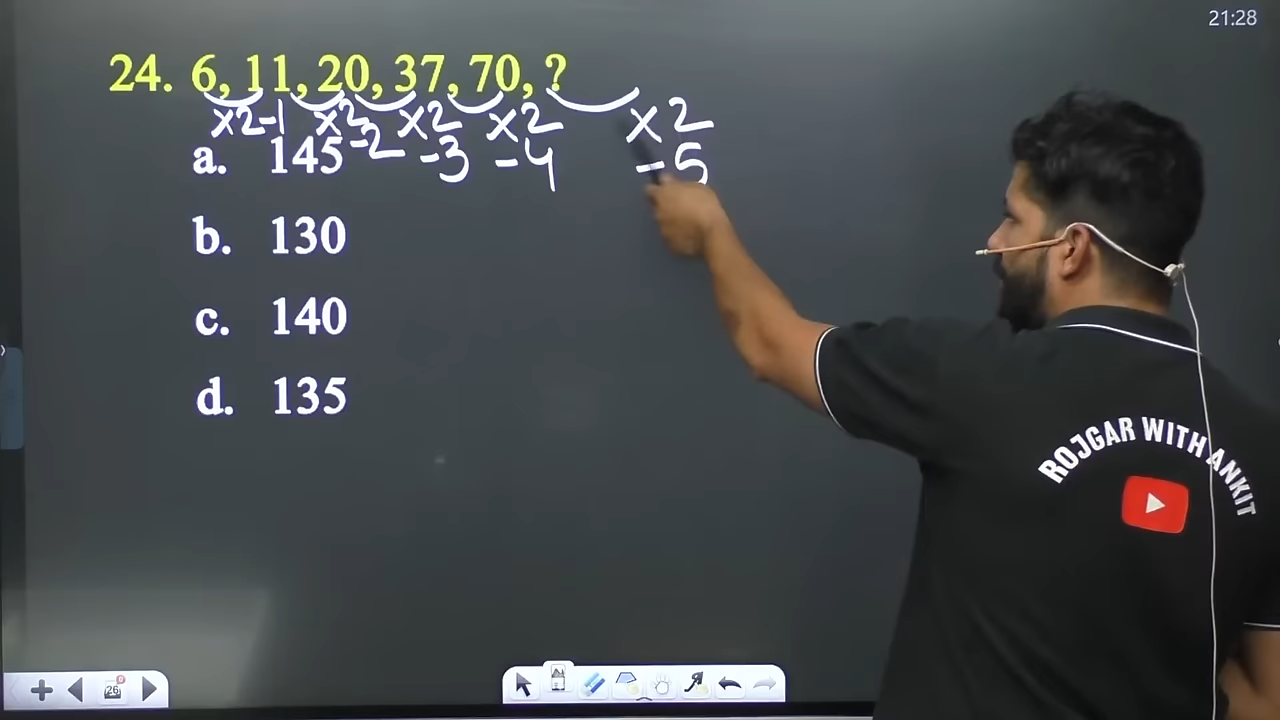 21:28
24. 6, 11, 20, 37, 70, ?
×2-1 ×2 ×2 ×2 ×2
-2 -3 -4 -5
a. 145
b. 130
c. 140
d. 135
ROJGAR WITH ANKIT
26